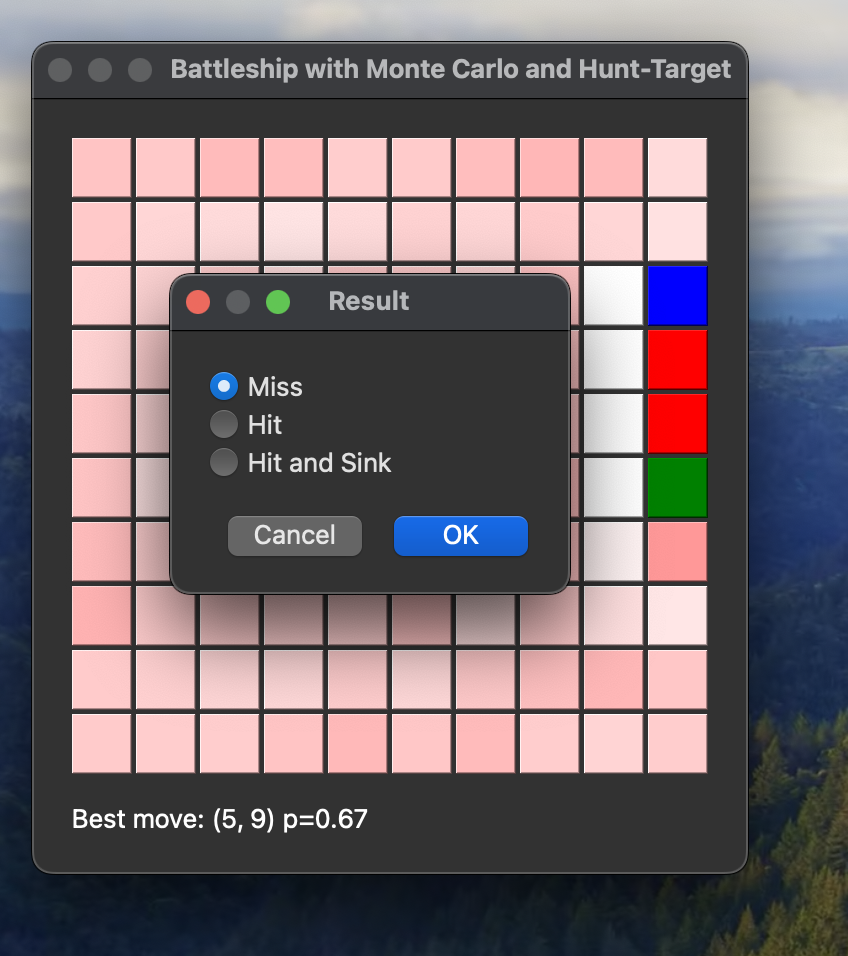 Battleship with Monte Carlo and Hunt-Target
Result
Miss
Hit
Hit and Sink
Cancel
OK
Best move: (5, 9) p=0.67